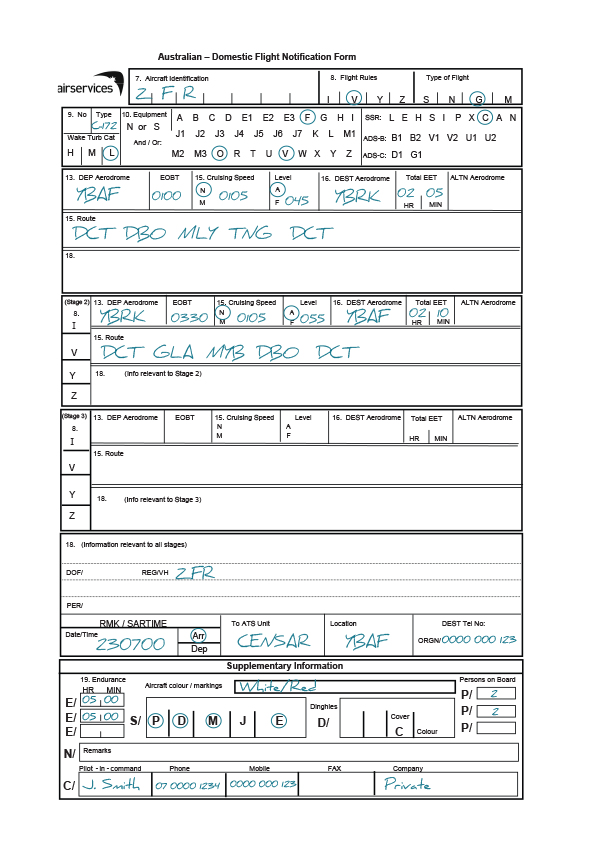 Australian – Domestic Flight Notification Form
airservices
7. Aircraft Identification 8. Flight Rules Type of Flight
Z F R I V Y Z S N G M
9. No Type 10. Equipment A B C D E1 E2 E3 F G H I SSR: L E H S I P X C A N
C172 N or S J1 J2 J3 J4 J5 J6 J7 K L M1 ADS-B: B1 B2 V1 V2 U1 U2
Wake Turb Cat And / Or:
H M L M2 M3 O R T U V W X Y Z ADS-C: D1 G1
13. DEP Aerodrome EOBT 15. Cruising Speed Level 16. DEST Aerodrome Total EET ALTN Aerodrome
YBAF 0100 N 0105 A 045 YBRK 02 05
M F HR MIN
15. Route
DCT DBO MLY TNG DCT
18.
(Stage 2) 13. DEP Aerodrome EOBT 15. Cruising Speed Level 16. DEST Aerodrome Total EET ALTN Aerodrome
8. YBRK 0330 N 0105 A 055 YBAF 02 10
I M F HR MIN
15. Route
V DCT GLA MYB DBO DCT
Y 18. (Info relevant to Stage 2)
Z
(Stage 3) 13. DEP Aerodrome EOBT 15. Cruising Speed Level 16. DEST Aerodrome Total EET ALTN Aerodrome
8. N A
I M F HR MIN
15. Route
V
Y 18. (Info relevant to Stage 3)
Z
18. (Information relevant to all stages)
DOF/ REG/VH ZFR
PER/
RMK / SARTIME To ATS Unit Location DEST Tel No:
Date/Time 230700 Arr CENSAR YBAF ORGN/ 0000 000 123
Dep
Supplementary Information
19. Endurance Aircraft colour / markings White/Red Persons on Board
HR MIN
E/ 05 00 P/ 2
Dinghies
E/ 05 00 S/ P D M J E D/ Cover P/ 2
E/ C Colour P/
N/ Remarks
Pilot - in - command Phone Mobile FAX Company
C/ J. Smith 07 0000 1234 0000 000 123 Private